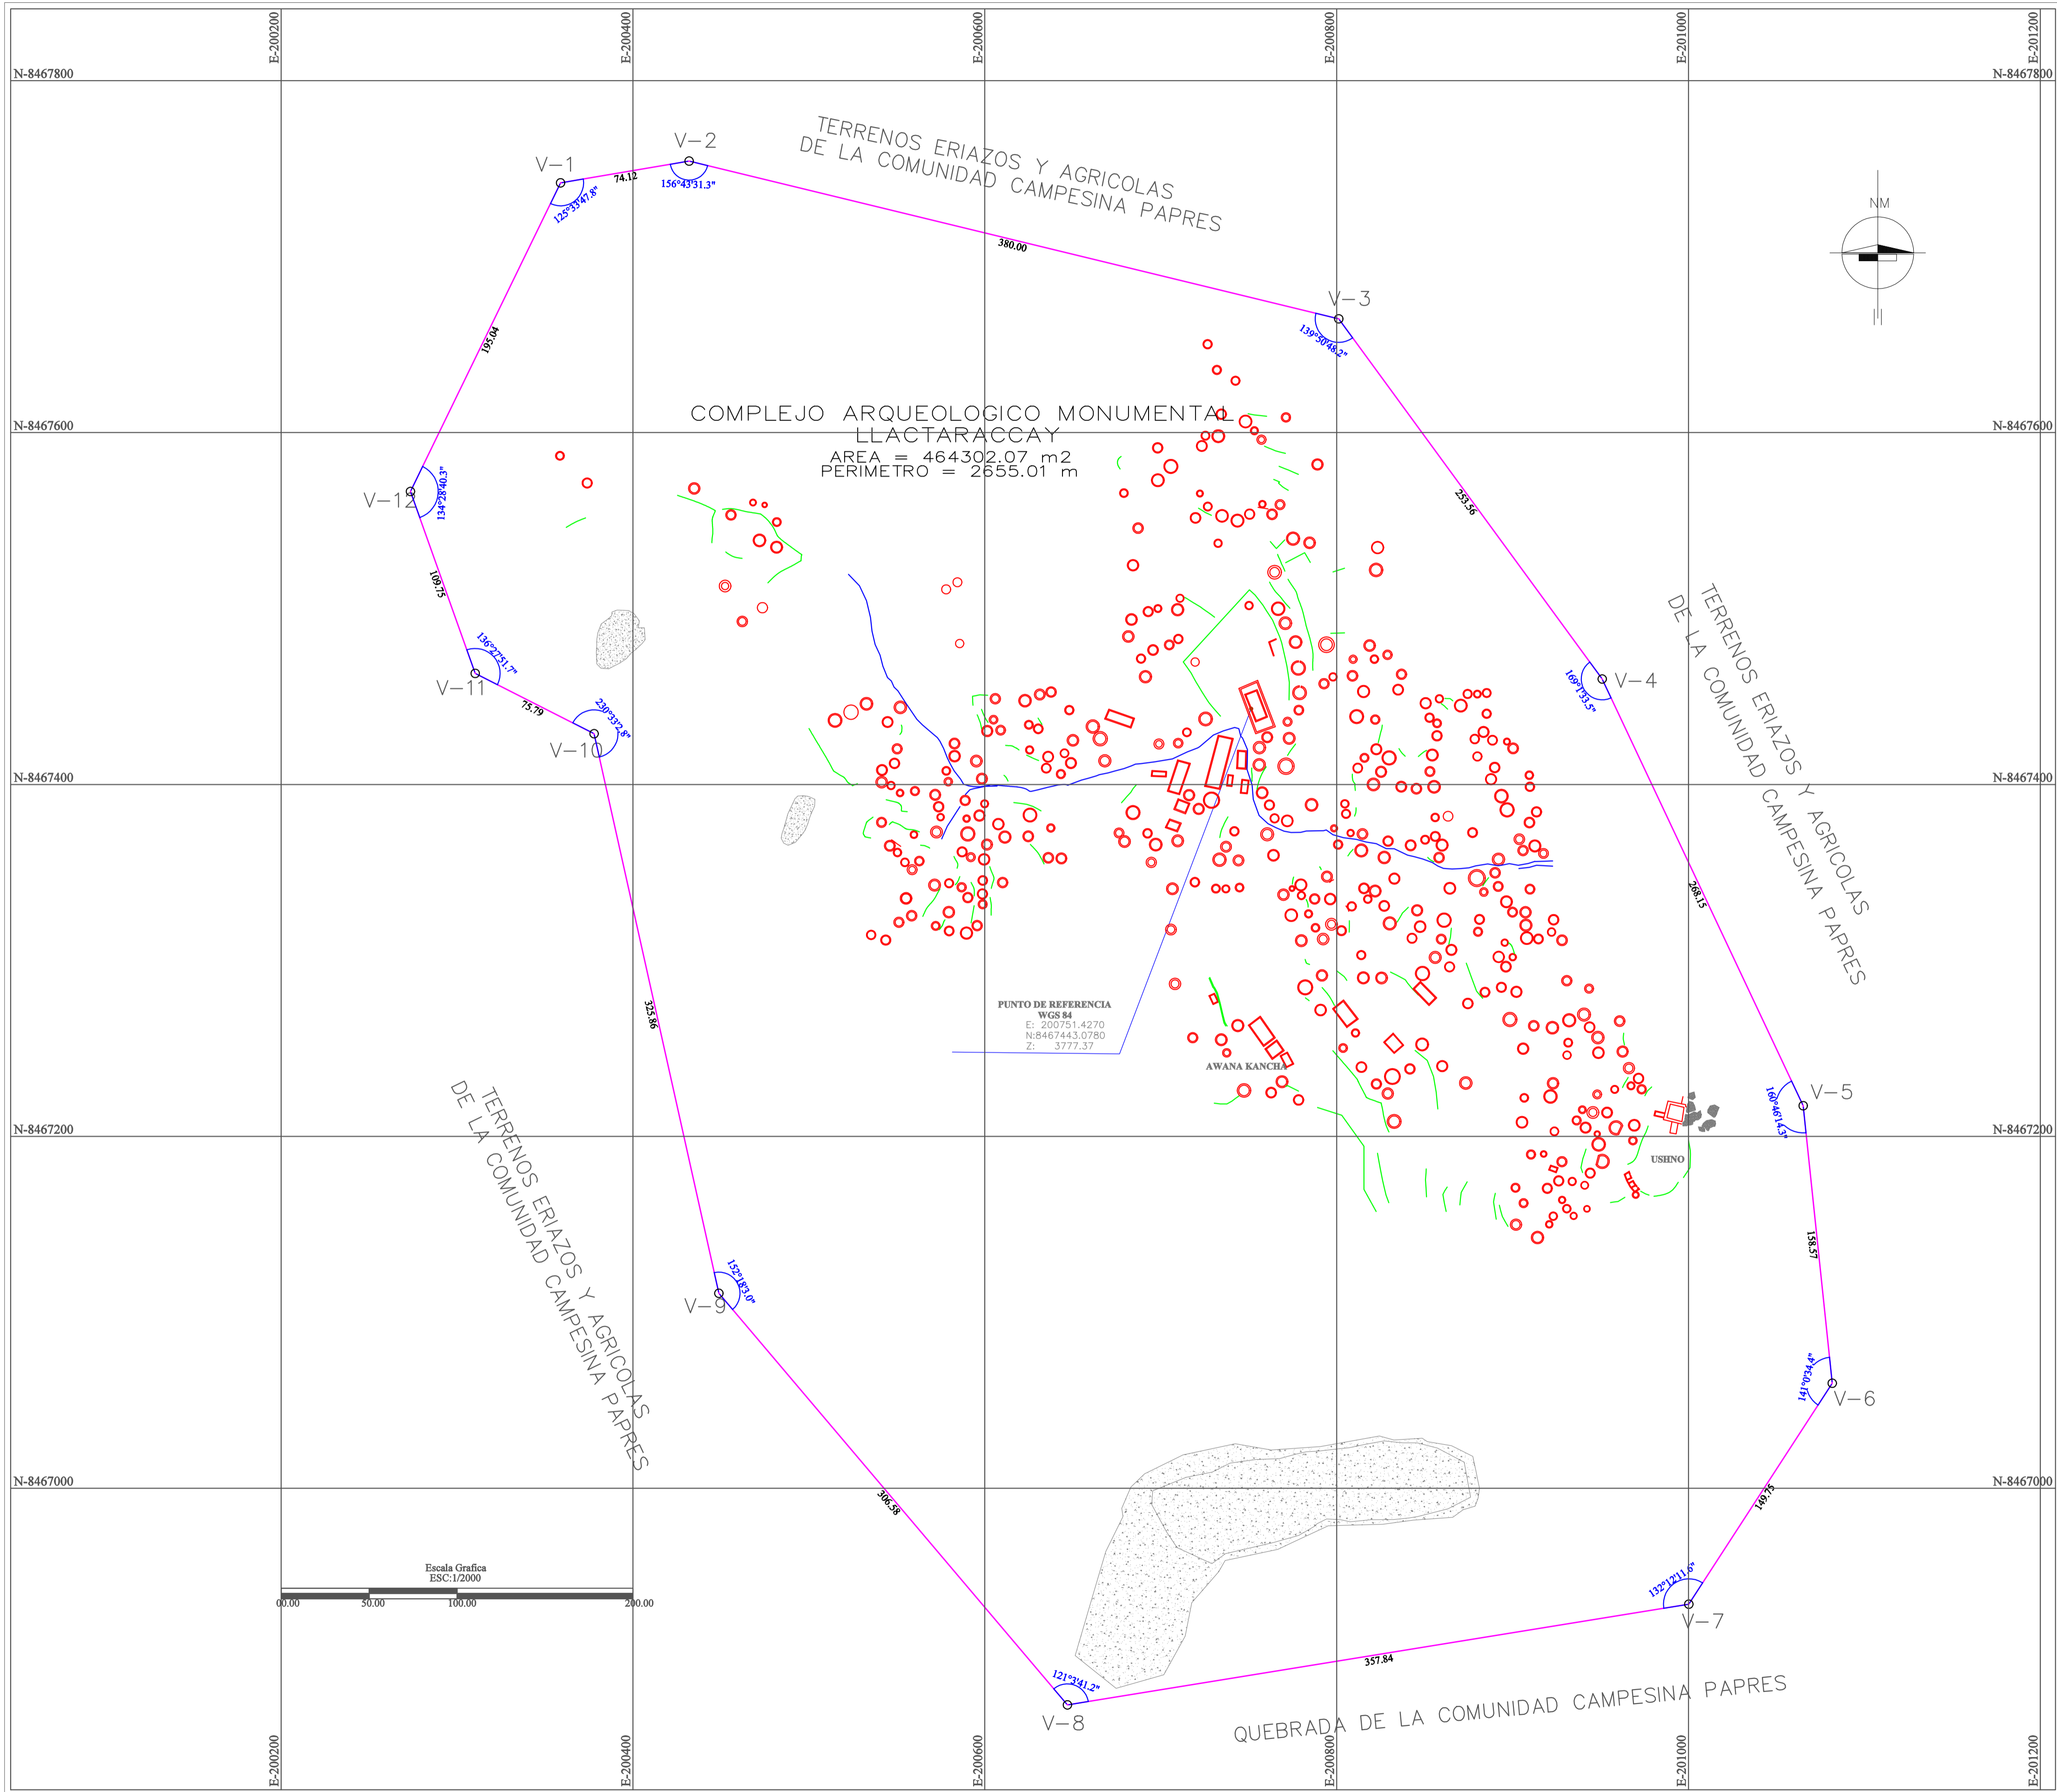 E-200200
E-200400
E-200600
E-200800
E-201000
E-201200
N-8467800
N-8467800
TERRENOS ERIAZOS Y AGRICOLAS
DE LA COMUNIDAD CAMPESINA PAPRES
V-1
V-2
74.12
125°33'47.8"
156°43'31.3"
380.00
NM
V-3
139°50'48.2"
195.04
COMPLEJO ARQUEOLOGICO MONUMENTAL
LLACTARACCAY
AREA = 464302.07 m2
PERIMETRO = 2655.01 m
N-8467600
N-8467600
V-12
134°28'40.3"
253.56
109.75
TERRENOS ERIAZOS Y AGRICOLAS
DE LA COMUNIDAD CAMPESINA PAPRES
136°27'51.7"
V-11
75.79
230°33'2.8"
V-10
169°1'33.5"
V-4
N-8467400
N-8467400
268.15
325.86
PUNTO DE REFERENCIA
WGS 84
E: 200751.4270
N:8467443.0780
Z: 3777.37
AWANA KANCHA
160°46'14.3"
V-5
N-8467200
N-8467200
USHNO
TERRENOS ERIAZOS Y AGRICOLAS
DE LA COMUNIDAD CAMPESINA PAPRES
158.57
152°18'3.0"
V-9
141°0'34.4"
V-6
N-8467000
N-8467000
306.58
149.75
Escala Grafica
ESC:1/2000
00.00 50.00 100.00 200.00
132°12'11.6"
V-7
357.84
121°3'41.2"
V-8
QUEBRADA DE LA COMUNIDAD CAMPESINA PAPRES
E-200200
E-200400
E-200600
E-200800
E-201000
E-201200